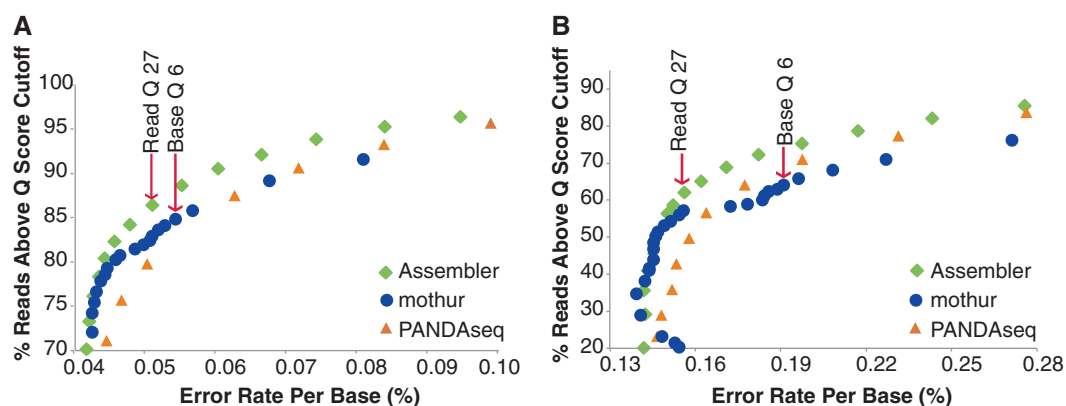 A
% Reads Above Q Score Cutoff
100
95
90
85
80
75
70
Read Q 27
Base Q 6
Assembler
mothur
PANDAseq
0.04
0.05
0.06
0.07
0.08
0.09
0.10
Error Rate Per Base (%)
B
% Reads Above Q Score Cutoff
90
80
70
60
50
40
30
20
Read Q 27
Base Q 6
Assembler
mothur
PANDAseq
0.13
0.16
0.19
0.22
0.25
0.28
Error Rate Per Base (%)